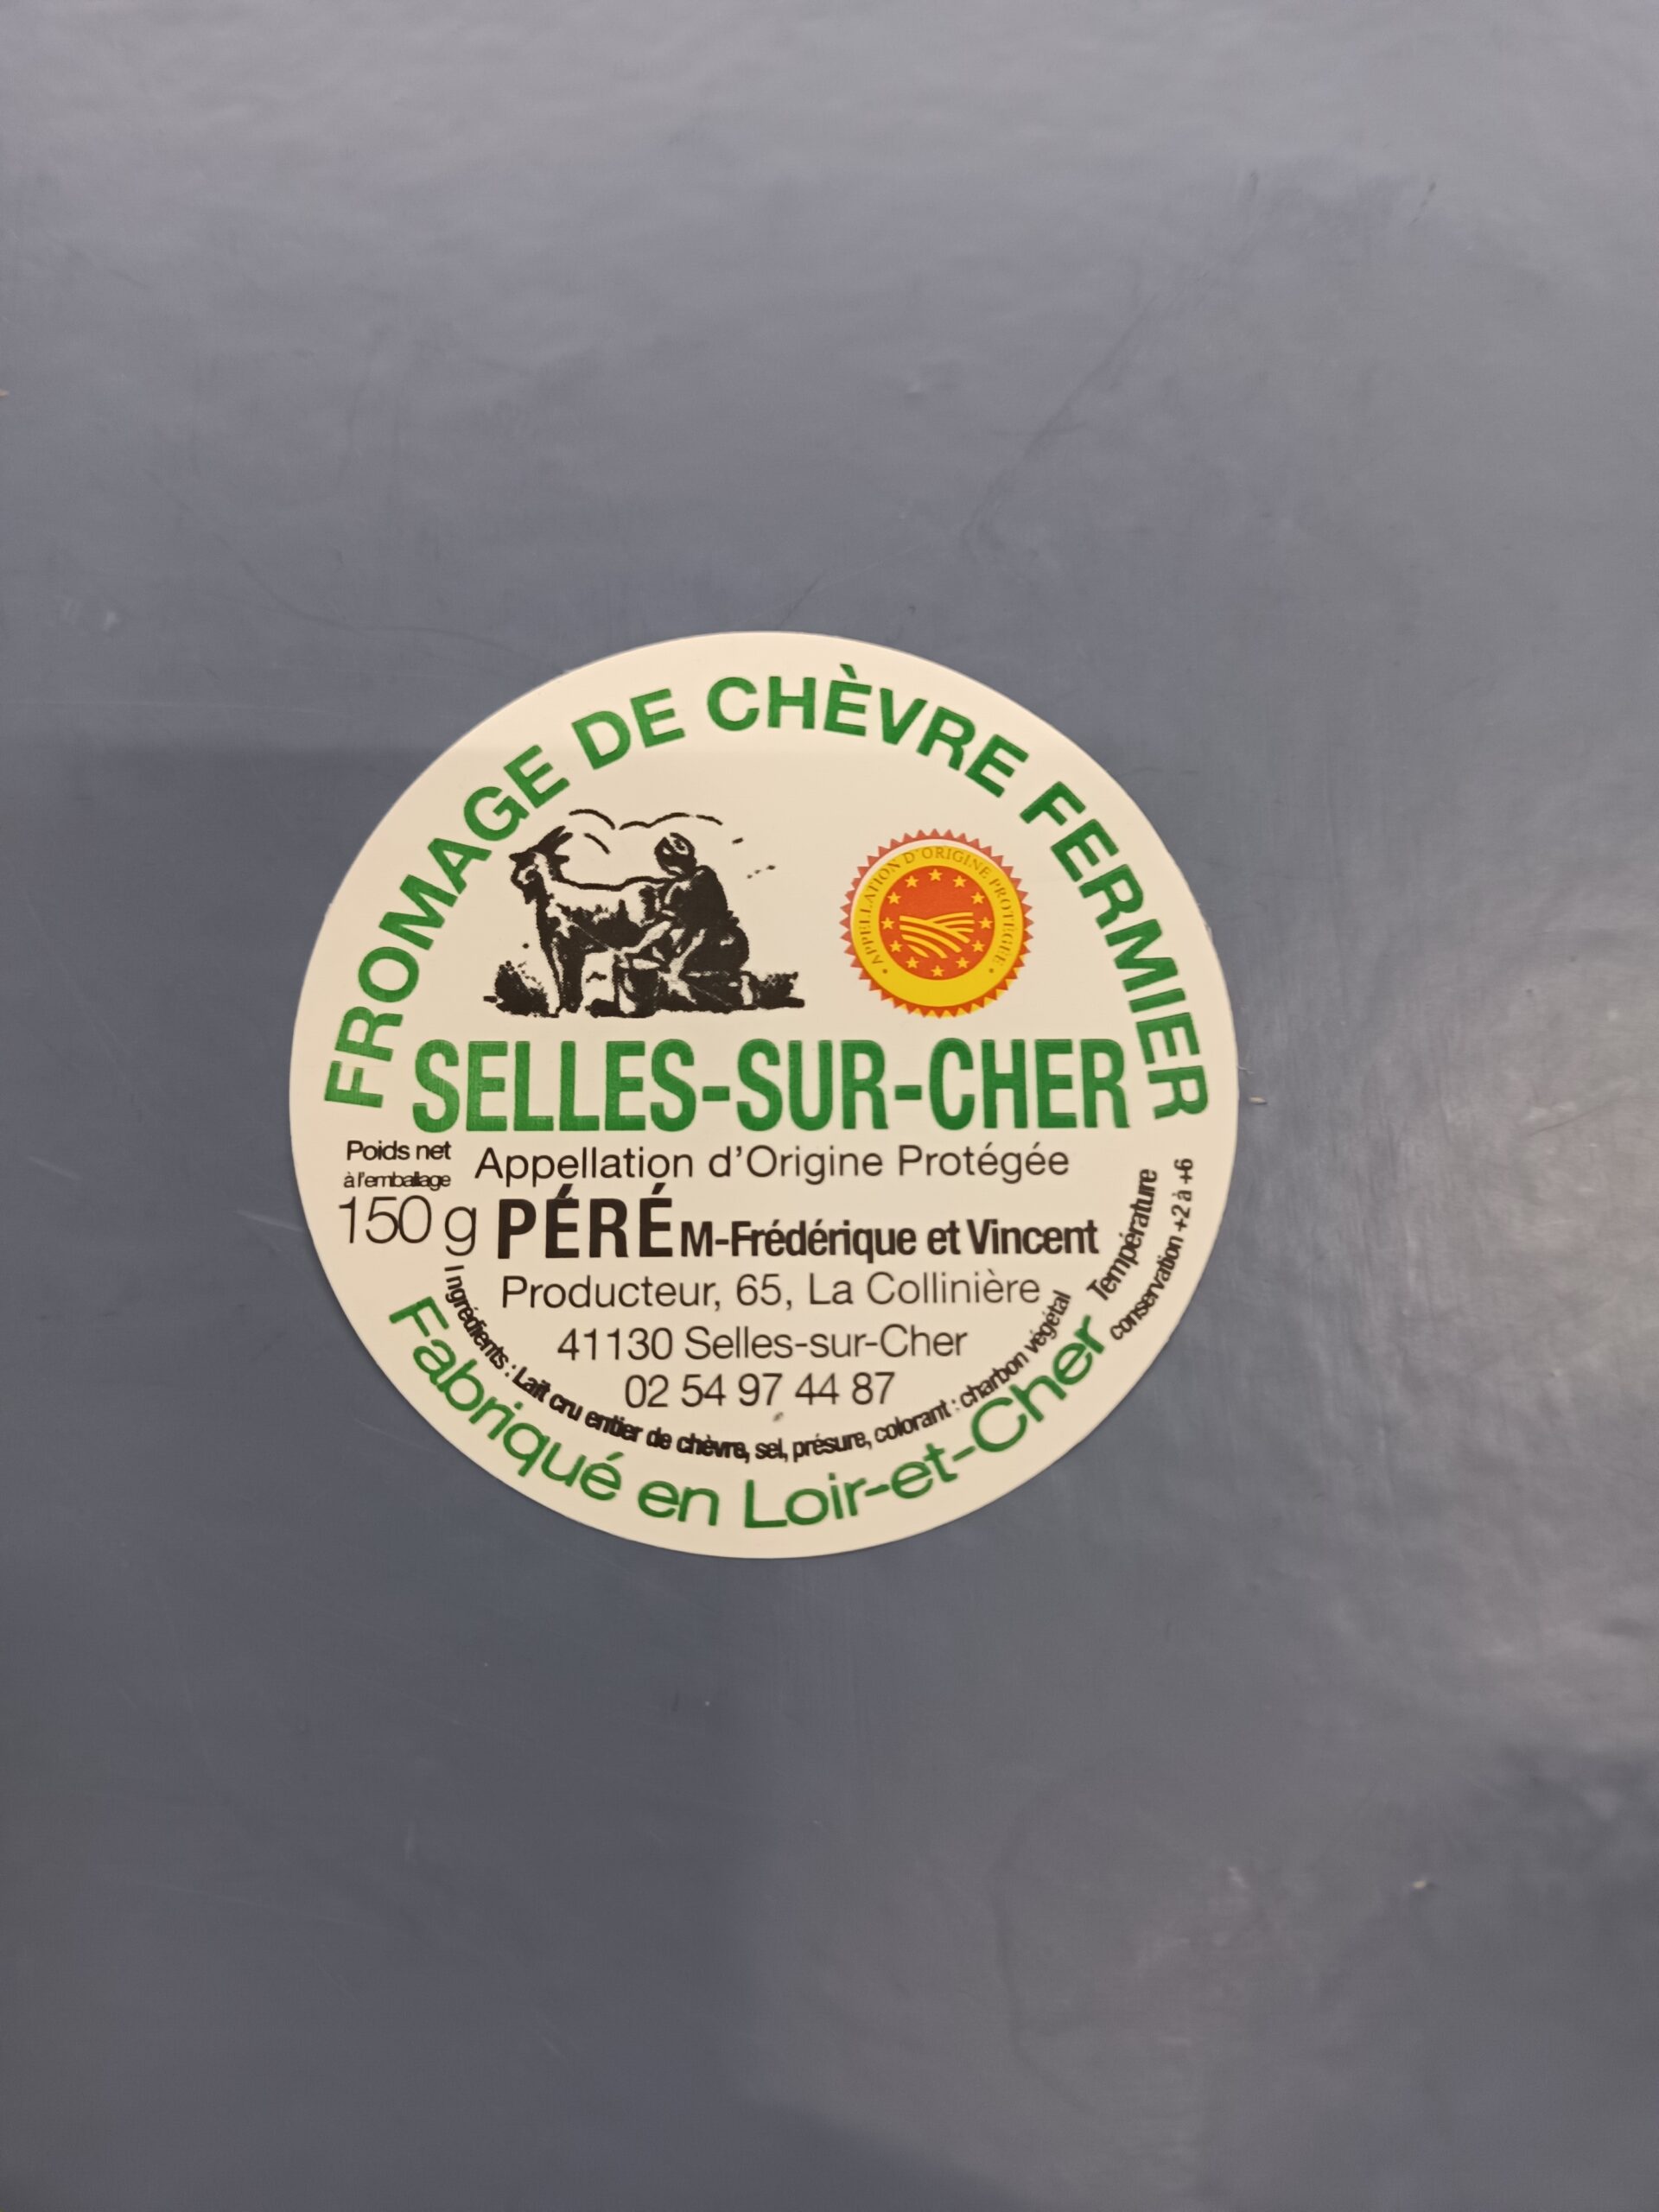 FROMAGE DE CHÈVRE FERMIER
APPELLATION D'ORIGINE PROTÉGÉE
SELLES-SUR-CHER
Poids net
à l'emballage
150 g
Appellation d'Origine Protégée
PÉRÉ M-Frédérique et Vincent
Producteur, 65, La Collinière
41130 Selles-sur-Cher
02 54 97 44 87
Ingrédients : Lait cru entier de chèvre, sel, présure, colorant : charbon végétal
Température
conservation +2 à +6
Fabriqué en Loir-et-Cher